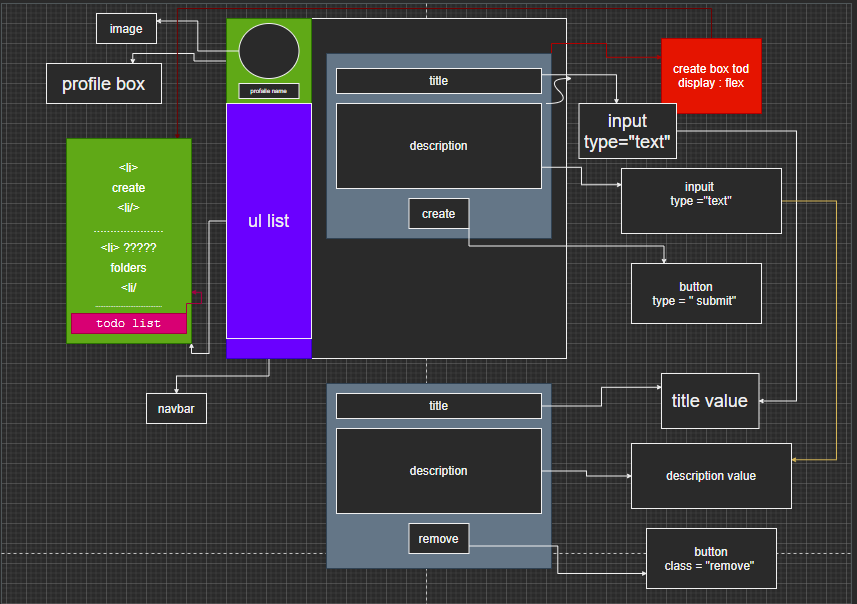 image
profile box
profaile name
create box tod
display : flex
title
input
type="text"
description
inpuit
type ="text"
<li>
create
<li/>
.....................
<li> ?????
folders
<li/
ul list
create
button
type = " submit"
todo list
title value
navbar
title
description
description value
remove
button
class = "remove"